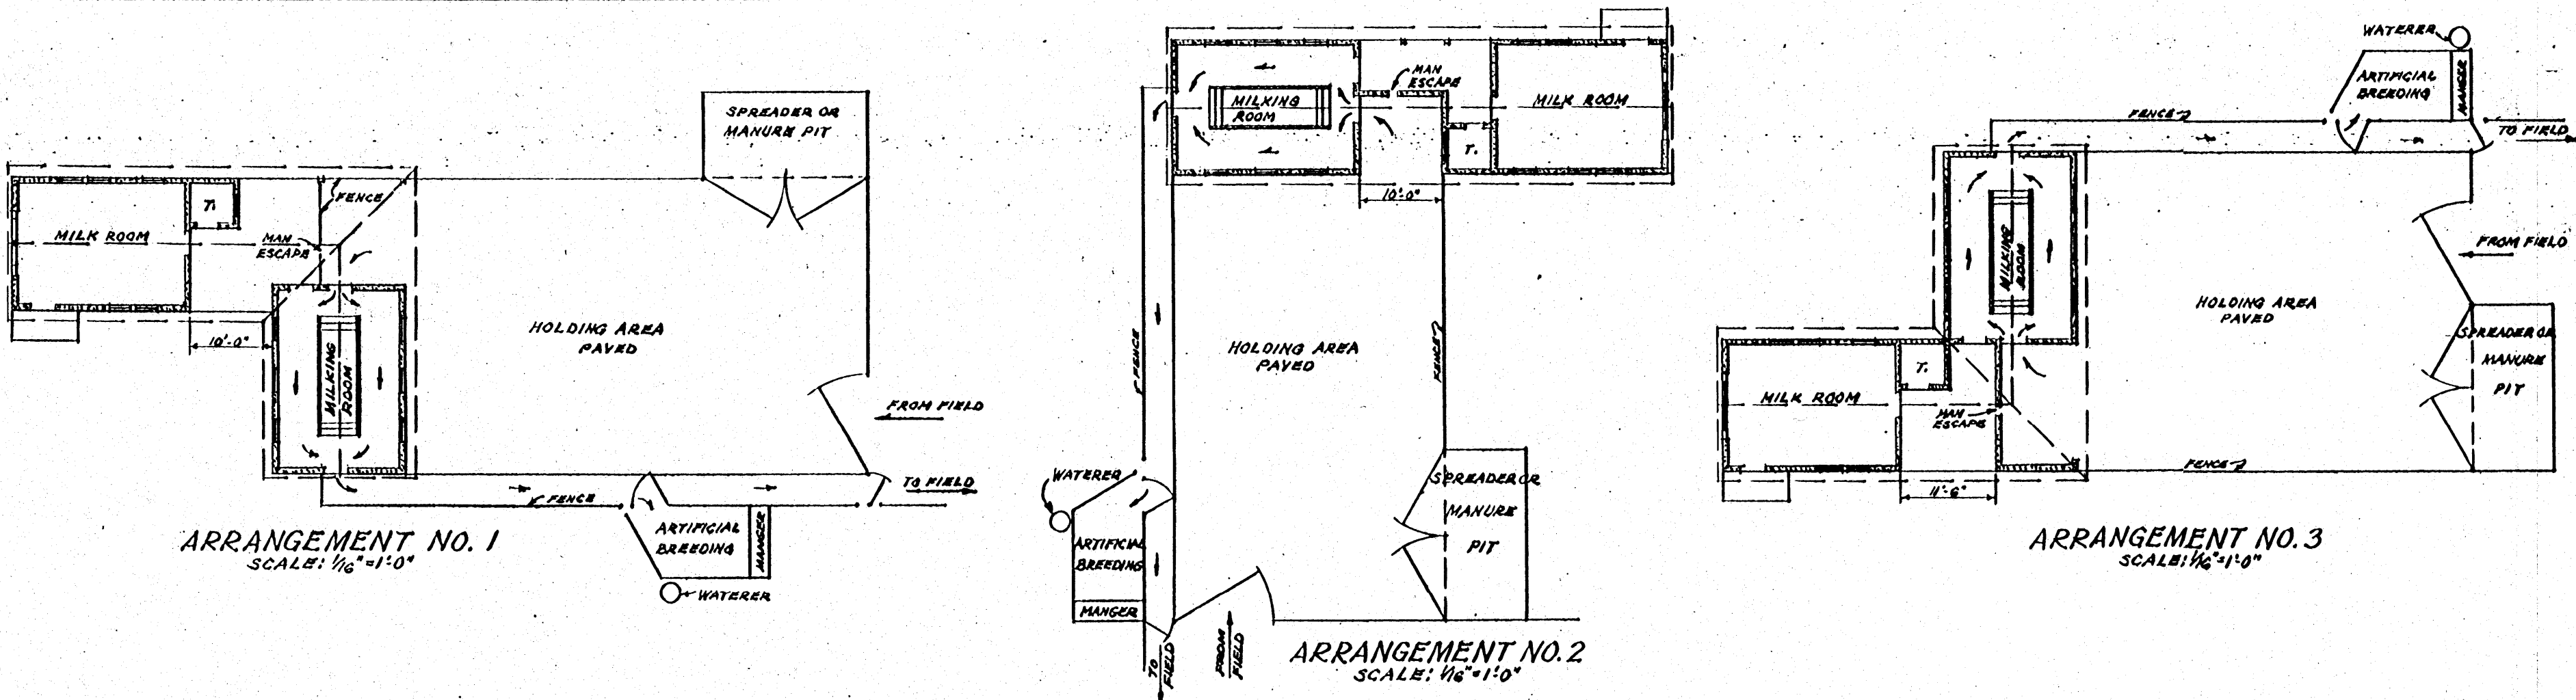 SPREADER OR
MANURE PIT
FENCE
T.
MILK ROOM
MAN
ESCAPE
10'-0"
MILKING
ROOM
HOLDING AREA
PAVED
FROM FIELD
TO FIELD
FENCE
ARTIFICIAL
BREEDING
MANGER
WATERER
ARRANGEMENT NO. 1
SCALE: 1/16"=1'-0"
MAN
ESCAPE
MILKING
ROOM
MILK ROOM
T.
10'-0"
FENCE
HOLDING AREA
PAVED
FENCE
WATERER
SPREADER OR
MANURE
PIT
ARTIFICIAL
BREEDING
MANGER
TO
FIELD
FROM
FIELD
ARRANGEMENT NO. 2
SCALE: 1/16"=1'-0"
WATERER
ARTIFICIAL
BREEDING
MANGER
FENCE
TO FIELD
MILKING
ROOM
FROM FIELD
HOLDING AREA
PAVED
SPREADER OR
MANURE
PIT
T.
MILK ROOM
MAN
ESCAPE
FENCE
11'-6"
ARRANGEMENT NO. 3
SCALE: 1/16"=1'-0"